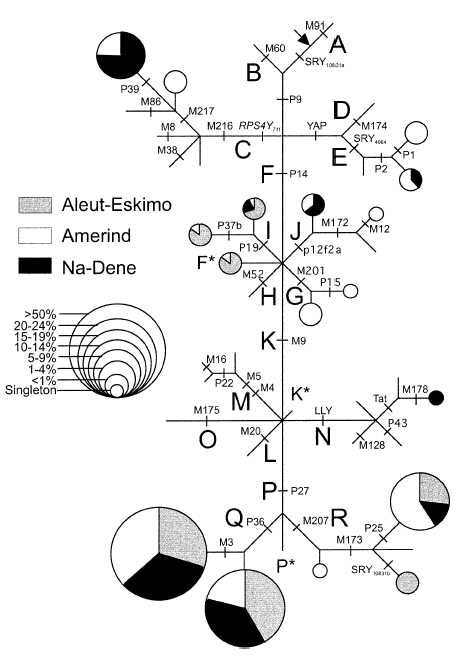 M91
A
M60
B
SRY10831a
P39
P9
M86
M217
D
M174
M8
M216
RPS4Y711
YAP
SRY4064
C
E
P1
M38
P2
F
P14
Aleut-Eskimo
Amerind
Na-Dene
P37b
I
J
M172
M12
P19
p12f2a
F*
M52
M201
H
G
P15
>50%
20-24%
15-19%
10-14%
5-9%
1-4%
<1%
Singleton
K
M9
M16
P22
M5
M4
K*
M178
Tat
M
M175
LLY
P43
O
M20
N
M128
L
P
P27
Q
P36
M207
R
P25
M3
M173
P*
SRY10831b